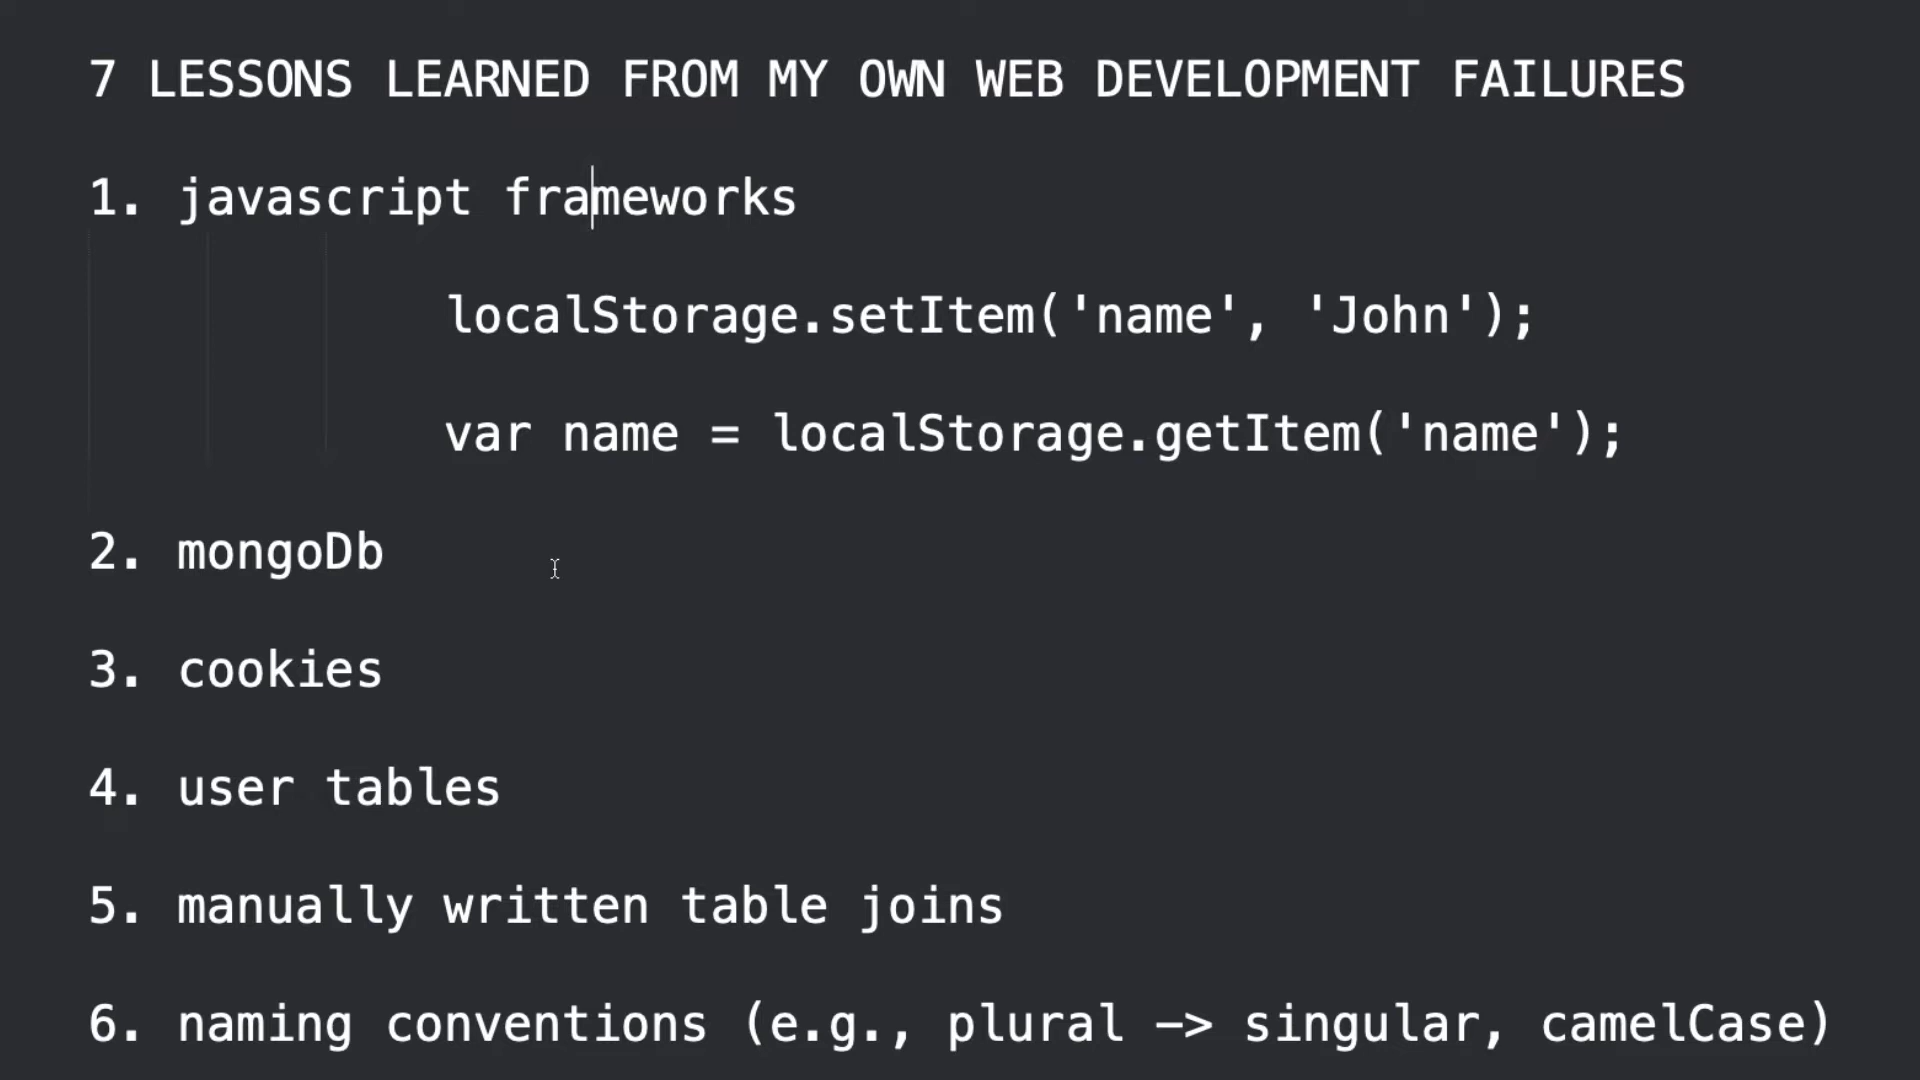 7 LESSONS LEARNED FROM MY OWN WEB DEVELOPMENT FAILURES
1. javascript frameworks
localStorage.setItem('name', 'John');
var name = localStorage.getItem('name');
2. mongoDb
3. cookies
4. user tables
5. manually written table joins
6. naming conventions (e.g., plural —> singular, camelCase)